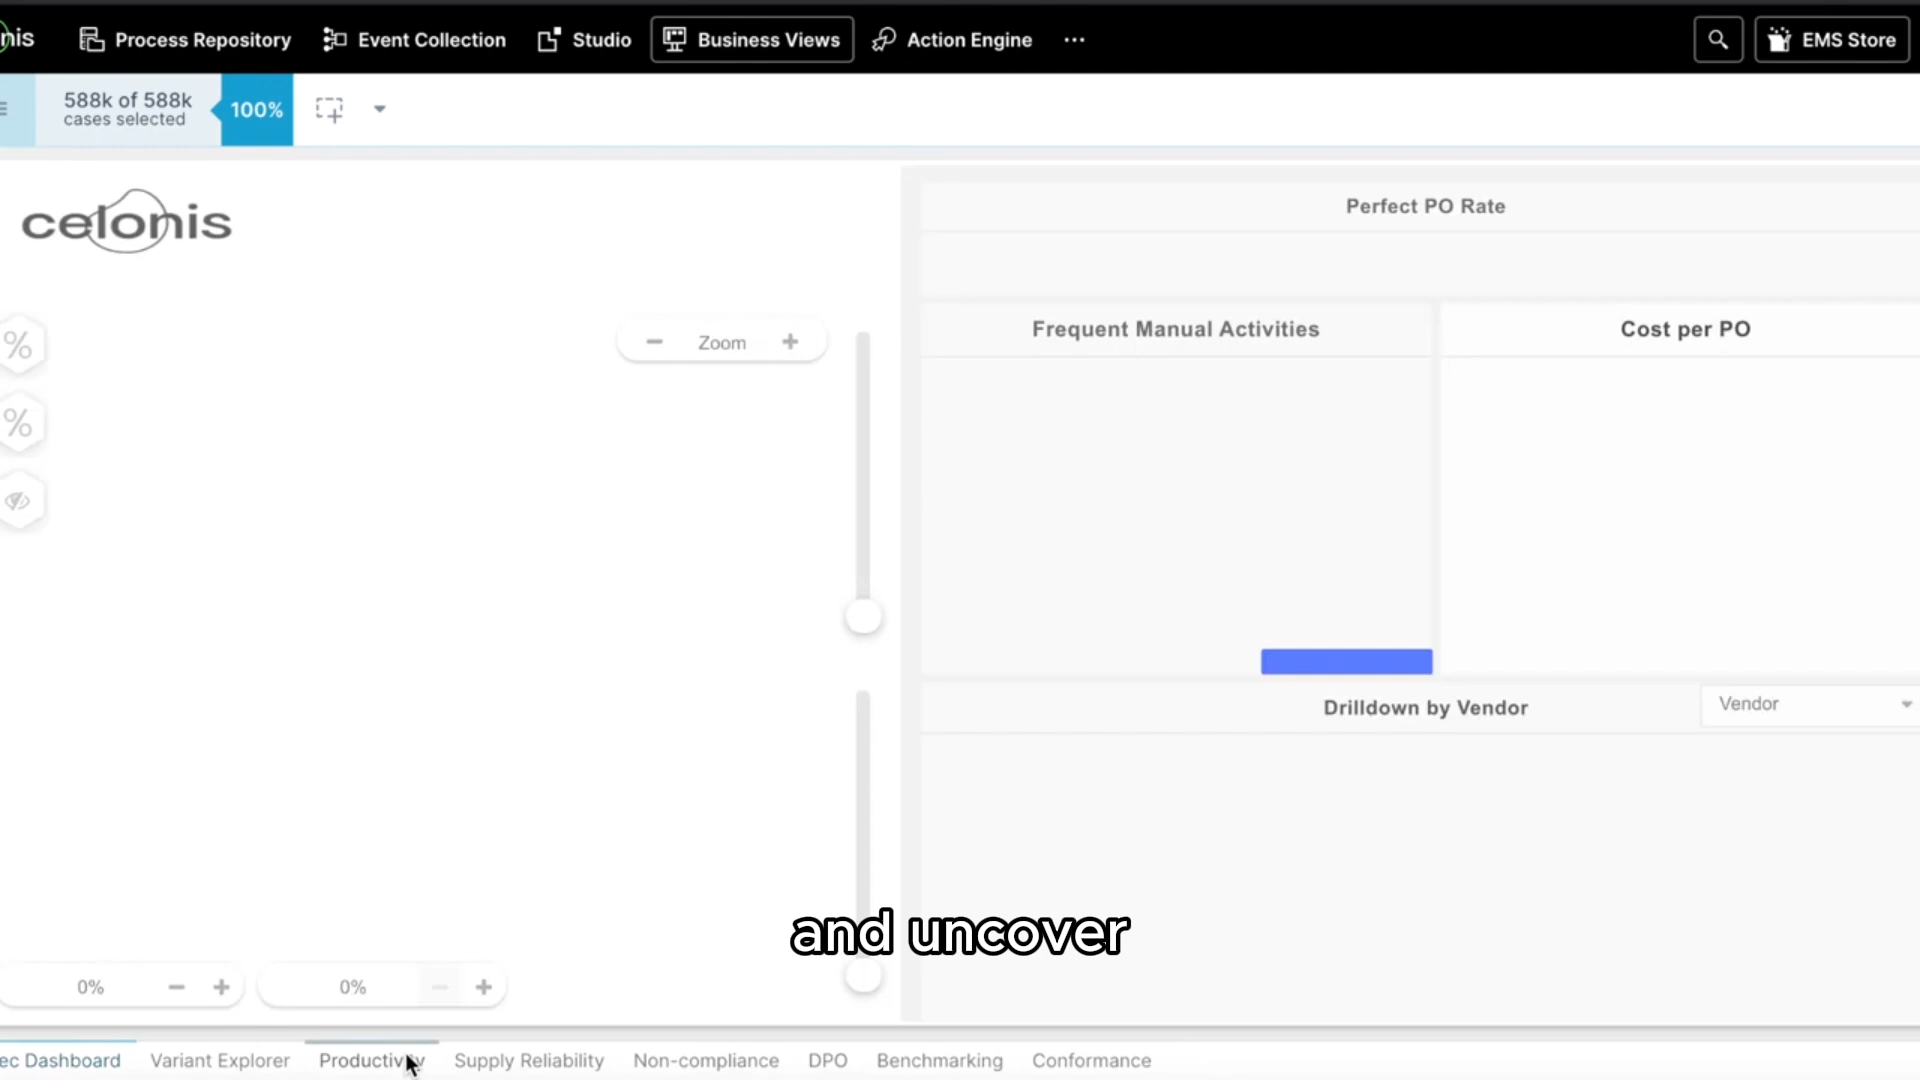 nis Process Repository Event Collection Studio Business Views Action Engine ... EMS Store
588k of 588k
cases selected
100%
celonis
Perfect PO Rate
Frequent Manual Activities
Cost per PO
%
Zoom
%
Drilldown by Vendor
Vendor
and uncover
0%
0%
ec Dashboard Variant Explorer Productivity Supply Reliability Non-compliance DPO Benchmarking Conformance